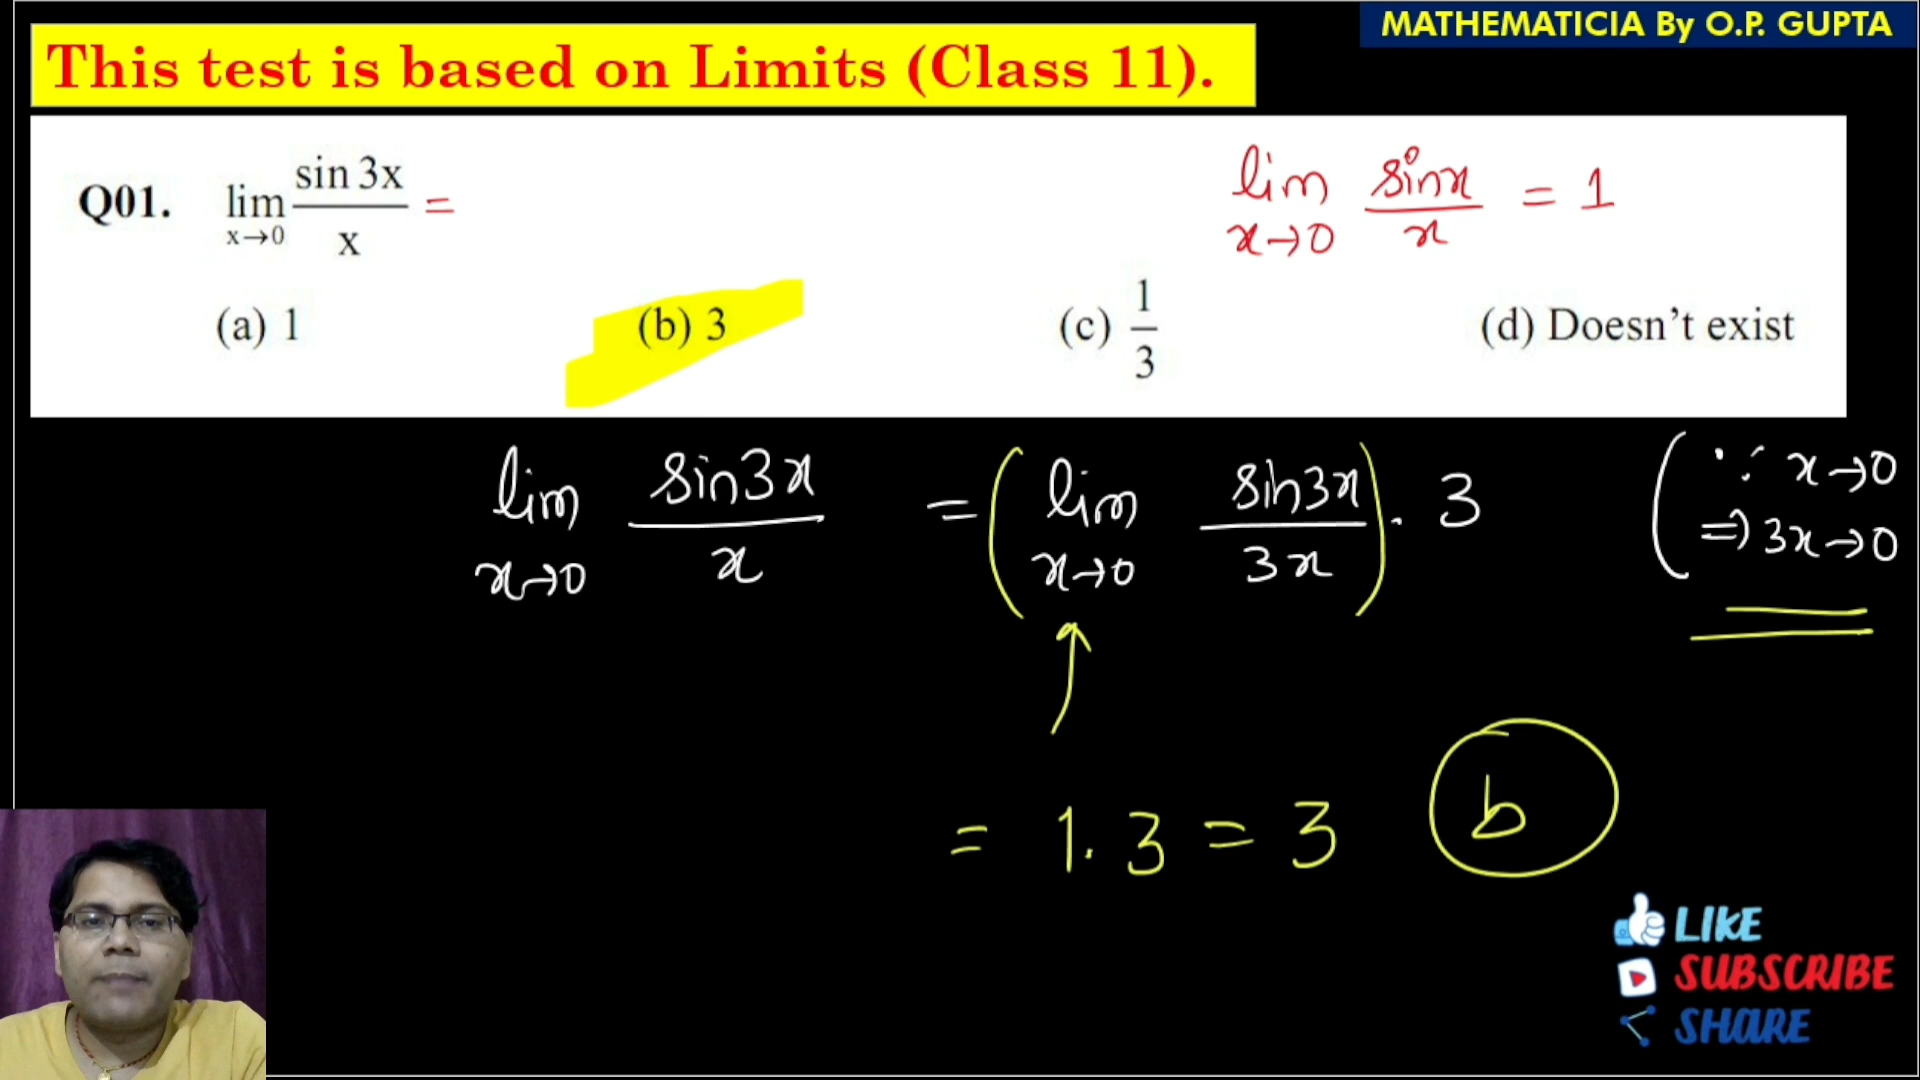 MATHEMATICIA By O.P. GUPTA
This test is based on Limits (Class 11).
Q01. lim x→0 sin 3x / x =
lim x→0 sinx / x = 1
(a) 1 (b) 3 (c) 1/3 (d) Doesn't exist
lim x→0 sin3x / x = ( lim x→0 sin3x / 3x ) . 3 ( ∵ x→0
⇒ 3x→0
= 1. 3 = 3 b
LIKE
SUBSCRIBE
SHARE